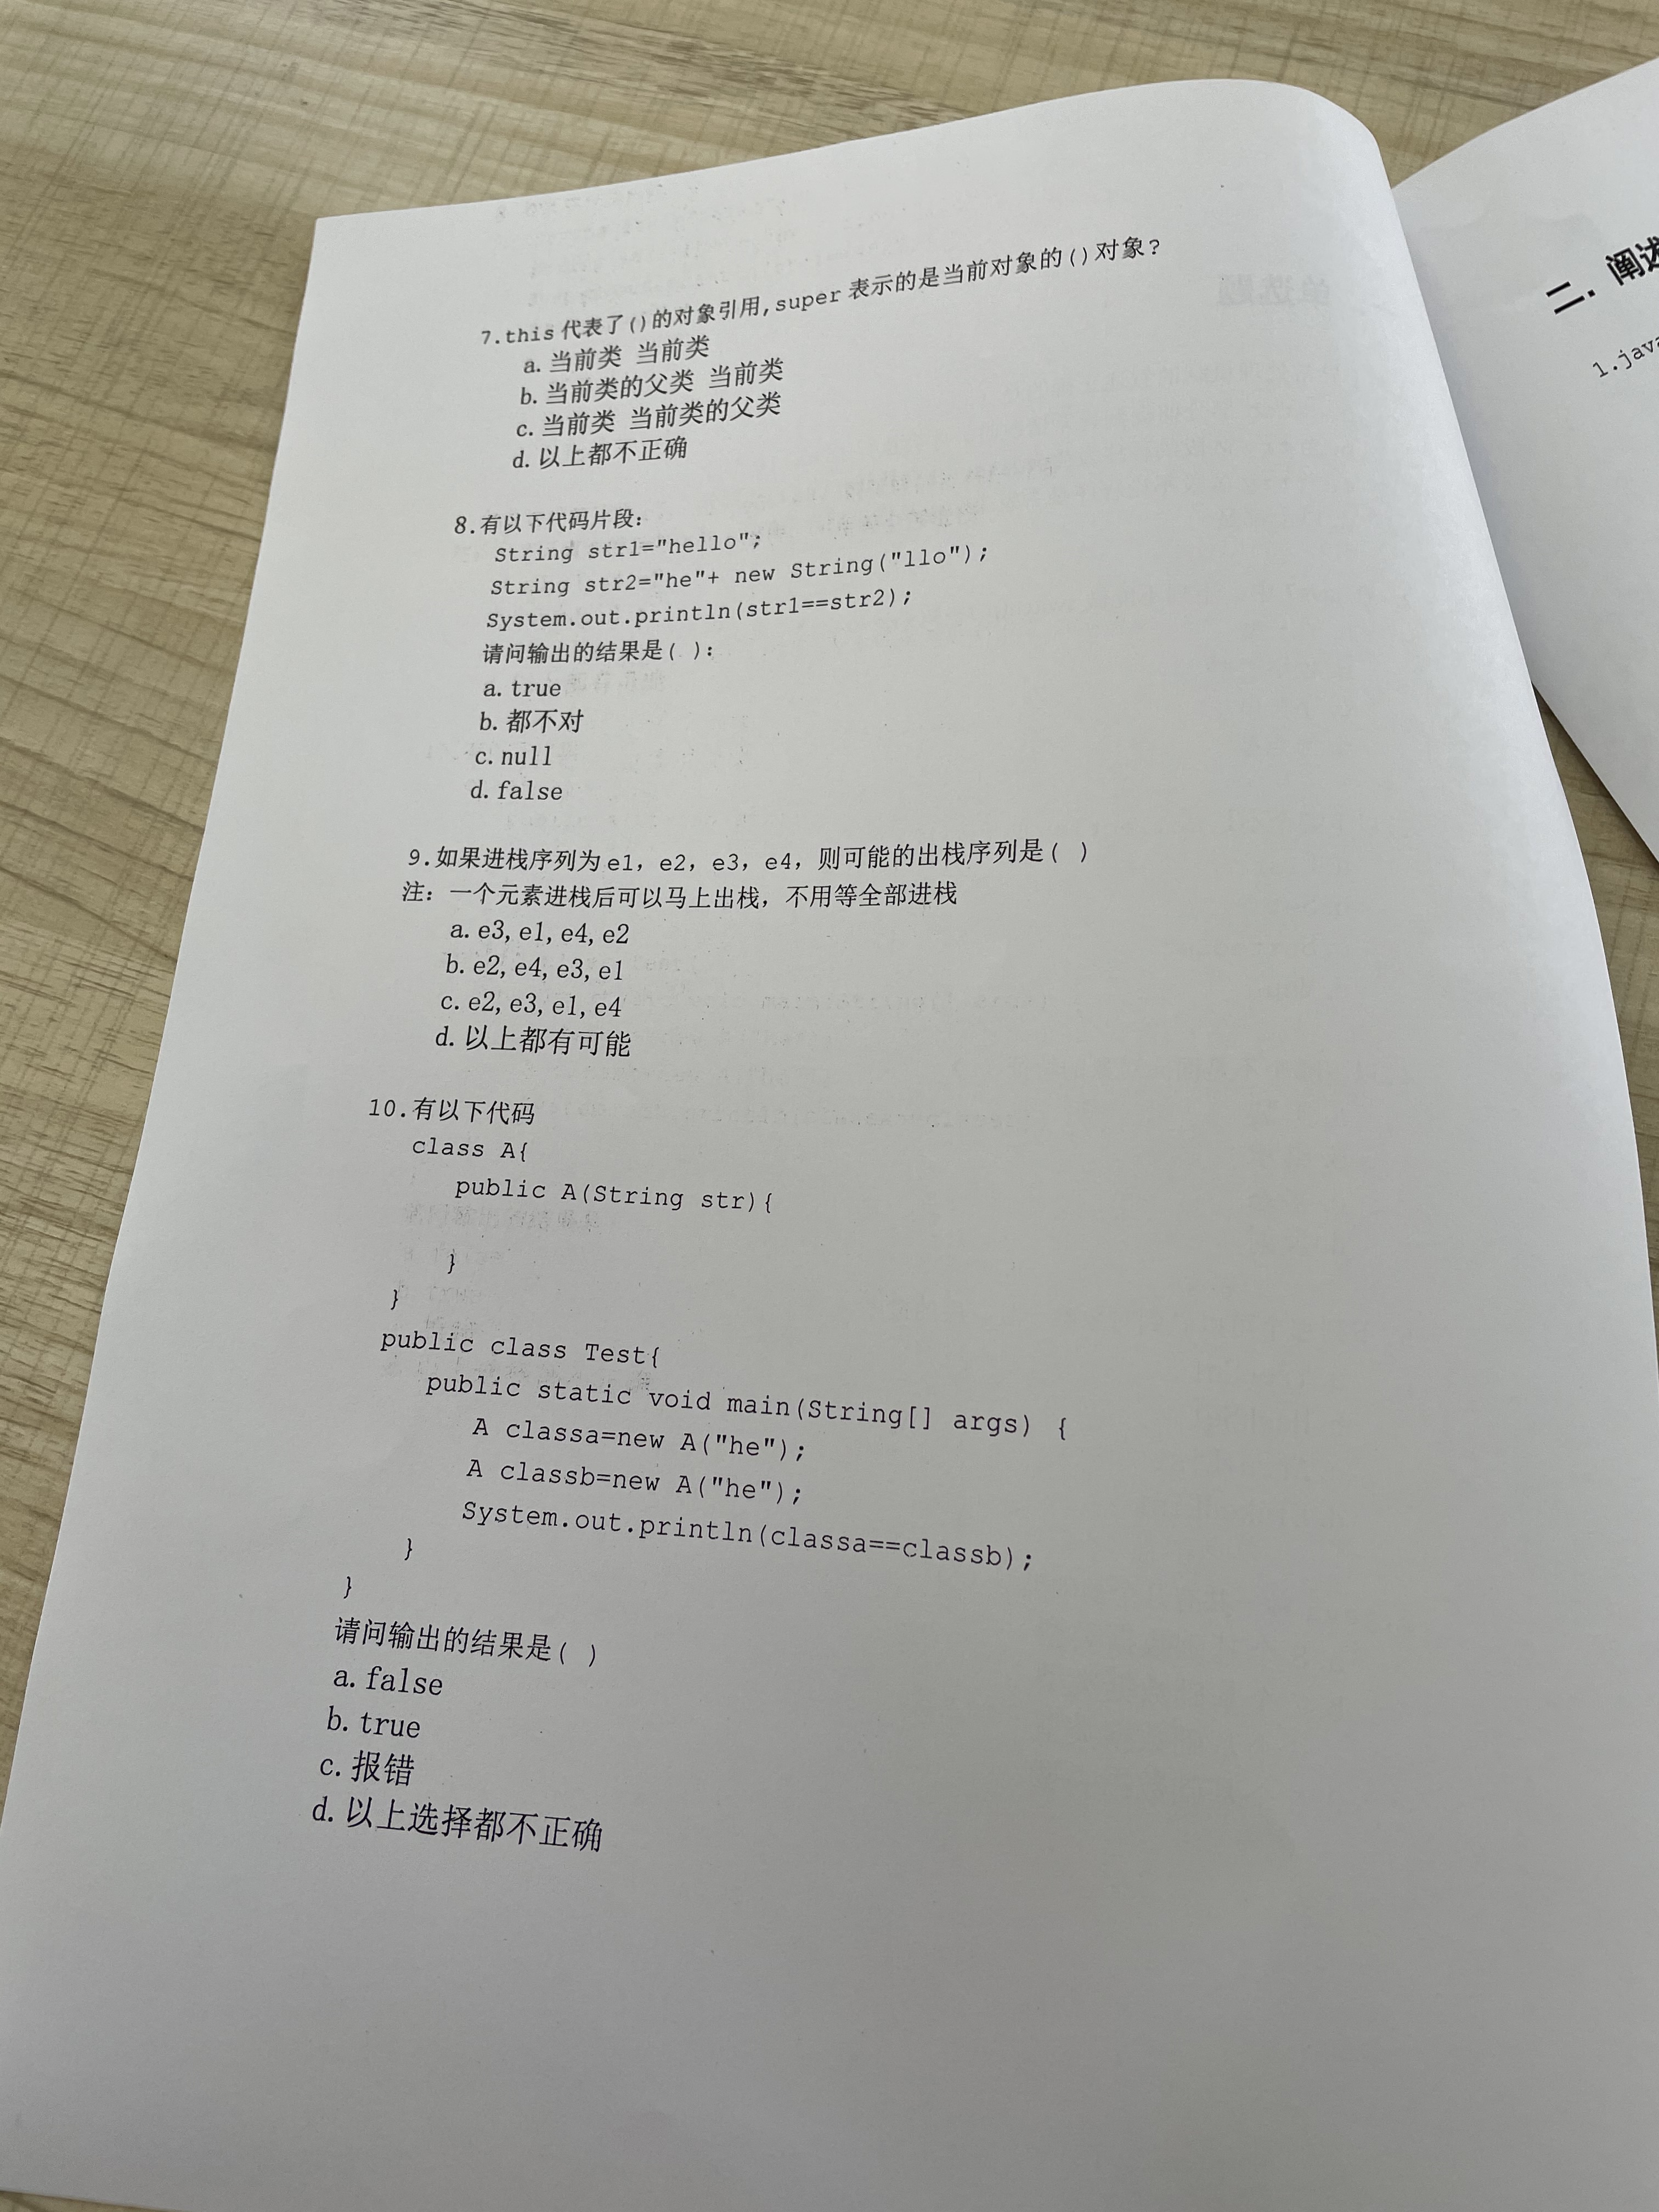 7.this 代表了()的对象引用,super 表示的是当前对象的()对象?
a. 当前类 当前类
b. 当前类的父类 当前类
c. 当前类 当前类的父类
d. 以上都不正确
8.有以下代码片段:
String str1="hello";
String str2="he"+ new String("llo");
System.out.println(str1==str2);
请问输出的结果是( ):
a. true
b. 都不对
c. null
d. false
9.如果进栈序列为 e1, e2, e3, e4, 则可能的出栈序列是( )
注: 一个元素进栈后可以马上出栈, 不用等全部进栈
a. e3, e1, e4, e2
b. e2, e4, e3, e1
c. e2, e3, e1, e4
d. 以上都有可能
10.有以下代码
class A{
public A(String str){
}
}
public class Test{
public static void main(String[] args) {
A classa=new A("he");
A classb=new A("he");
System.out.println(classa==classb);
}
}
请问输出的结果是( )
a. false
b. true
c. 报错
d. 以上选择都不正确
二. 阐述
1.java